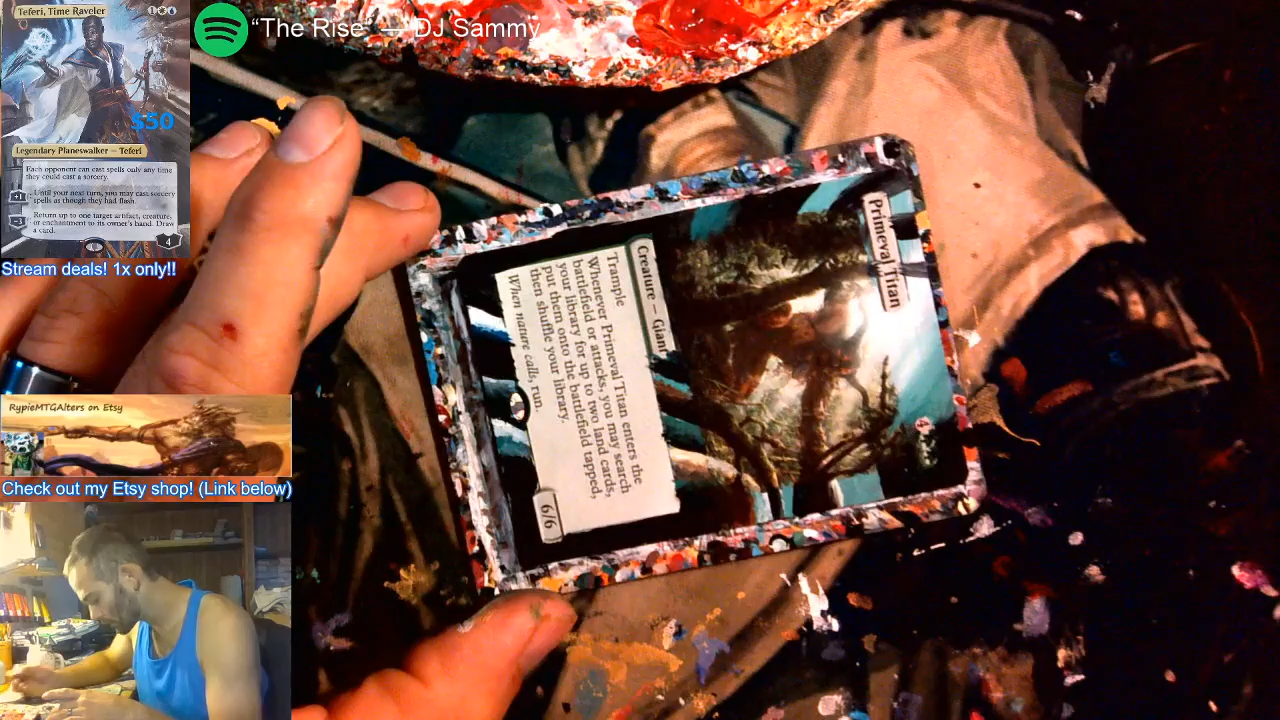 Teferi, Time Raveler
$50
Legendary Planeswalker — Teferi
Each opponent can cast spells only any time
they could cast a sorcery.
+1
Until your next turn, you may cast sorcery
spells as though they had flash.
−3
Return up to one target artifact, creature,
or enchantment to its owner's hand. Draw
a card.
4
Stream deals! 1x only!!
"The Rise" — DJ Sammy
Primeval Titan
Creature — Giant
Trample
Whenever Primeval Titan enters the
battlefield or attacks, you may search
your library for up to two land cards,
put them onto the battlefield tapped,
then shuffle your library.
When nature calls, run.
6/6
RypieMTGAlters on Etsy
Check out my Etsy shop! (Link below)